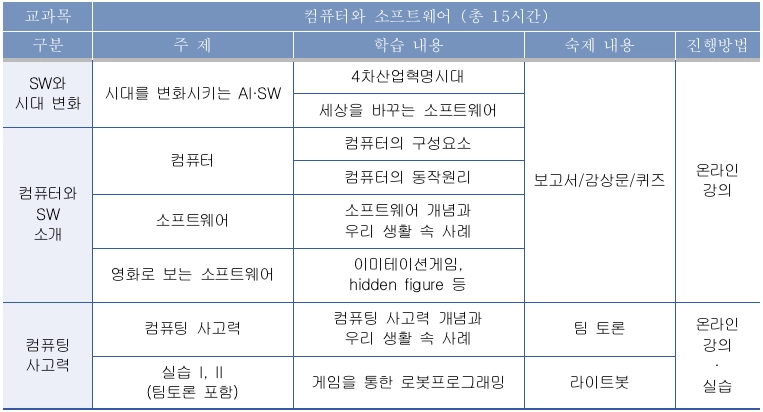 교과목 컴퓨터와 소프트웨어 (총 15시간)
구분 주 제 학습 내용 숙제 내용 진행방법
SW와
시대 변화
시대를 변화시키는 AI·SW
4차산업혁명시대
세상을 바꾸는 소프트웨어
보고서/감상문/퀴즈
온라인
강의
컴퓨터와
SW
소개
컴퓨터
컴퓨터의 구성요소
컴퓨터의 동작원리
소프트웨어
소프트웨어 개념과
우리 생활 속 사례
영화로 보는 소프트웨어
이미테이션게임,
hidden figure 등
컴퓨팅
사고력
컴퓨팅 사고력
컴퓨팅 사고력 개념과
우리 생활 속 사례
팀 토론
온라인
강의
·
실습
실습 I, II
(팀토론 포함)
게임을 통한 로봇프로그래밍
라이트봇